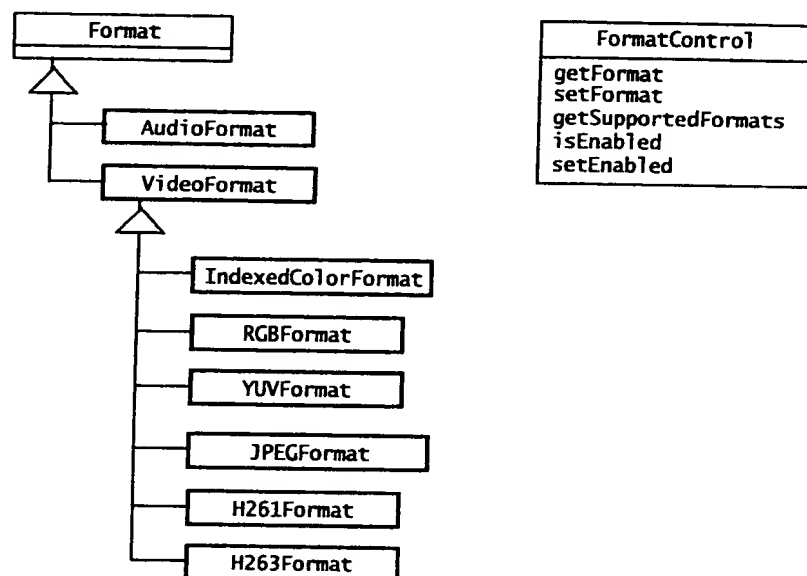 Format
AudioFormat
VideoFormat
IndexedColorFormat
RGBFormat
YUVFormat
JPEGFormat
H261Format
H263Format
FormatControl
getFormat
setFormat
getSupportedFormats
isEnabled
setEnabled